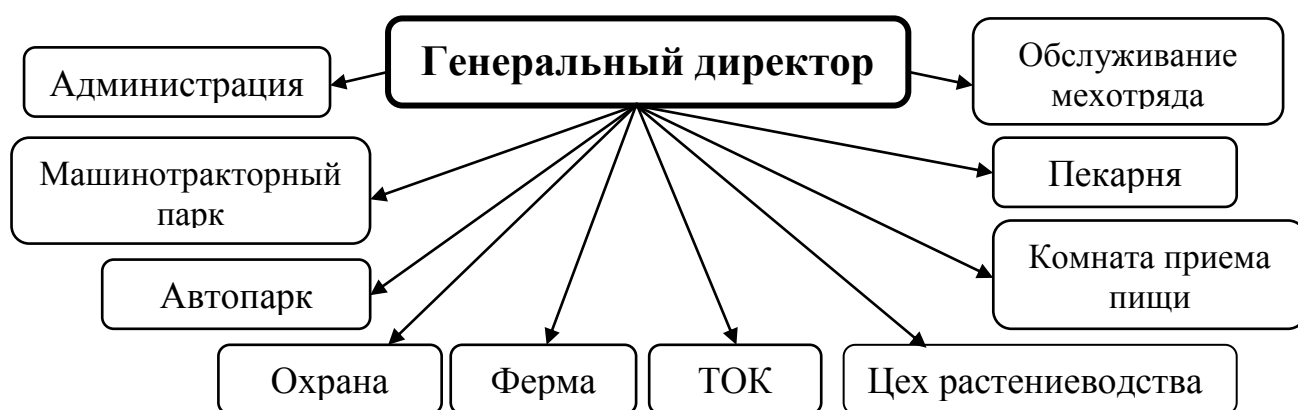 Генеральный директор
Администрация
Обслуживание
мехотряда
Машинотракторный
парк
Пекарня
Автопарк
Комната приема
пищи
Охрана
Ферма
ТОК
Цех растениеводства